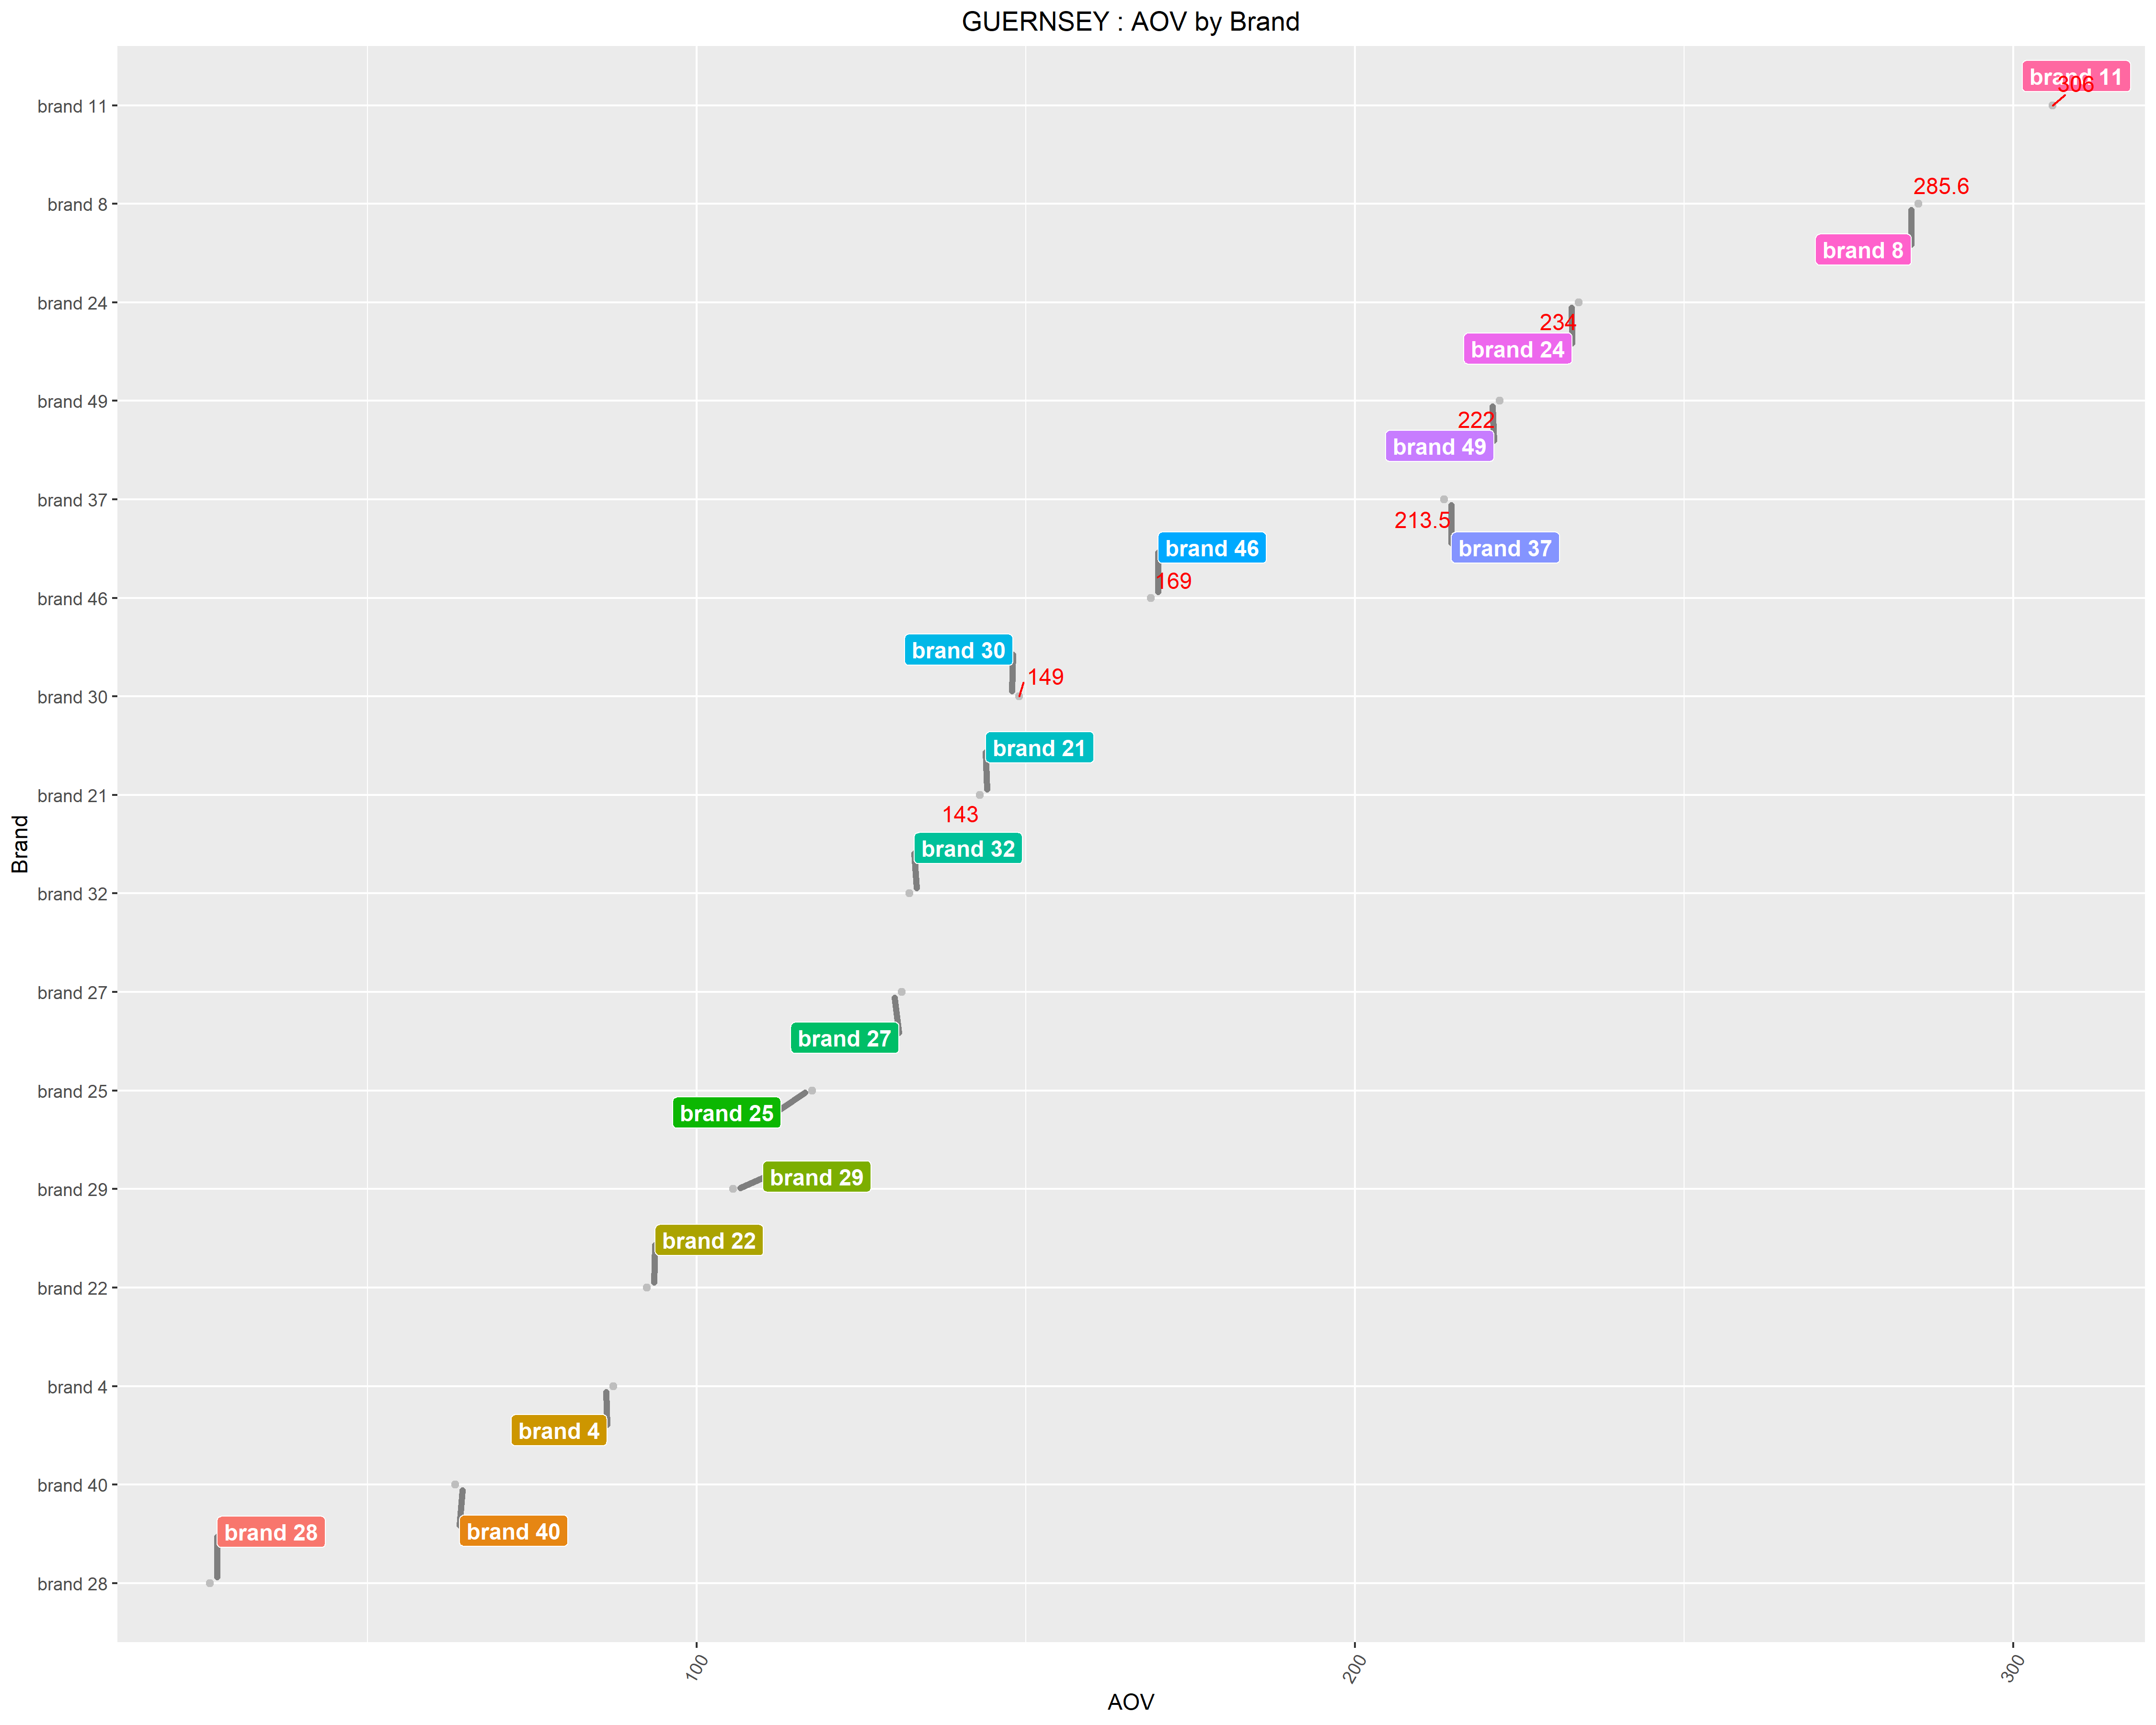 GUERNSEY : AOV by Brand
brand 11
brand 11
306
brand 8
285.6
brand 8
brand 24
234
brand 24
brand 49
222
brand 49
brand 37
213.5
brand 46
brand 37
brand 46
169
brand 30
brand 30
149
brand 21
brand 21
143
brand 32
brand 32
brand 27
brand 27
brand 25
brand 25
brand 29
brand 29
brand 22
brand 22
brand 4
brand 4
brand 40
brand 40
brand 28
brand 28
Brand
100
200
300
AOV